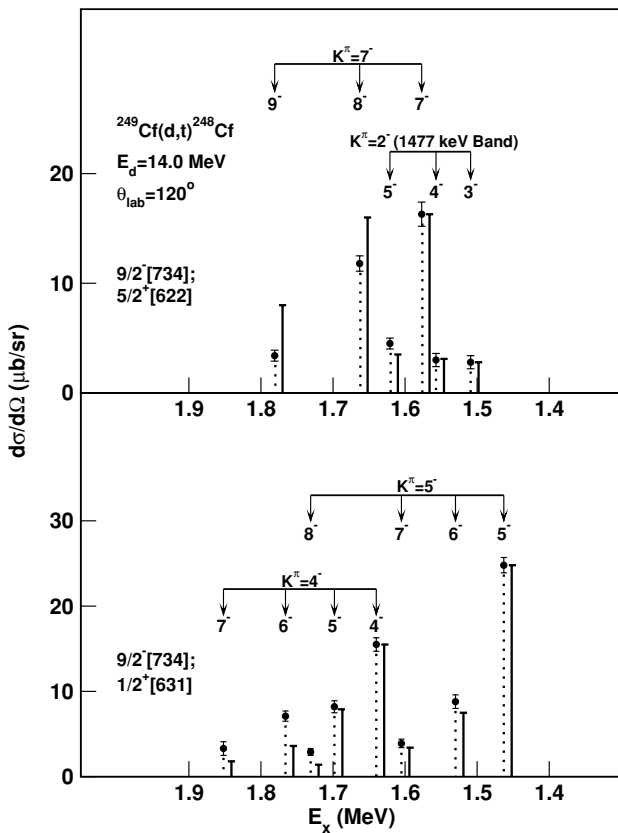 K^π=7^-
9^- 8^- 7^-
^249Cf(d,t)^248Cf
K^π=2^- (1477 keV Band)
E_d=14.0 MeV
5^- 4^- 3^-
θ_lab=120°
9/2^-[734];
5/2^+[622]
20
10
0
1.9 1.8 1.7 1.6 1.5 1.4
dσ/dΩ (μb/sr)
K^π=5^-
8^- 7^- 6^- 5^-
K^π=4^-
7^- 6^- 5^- 4^-
9/2^-[734];
1/2^+[631]
30
20
10
0
1.9 1.8 1.7 1.6 1.5 1.4
E_x (MeV)